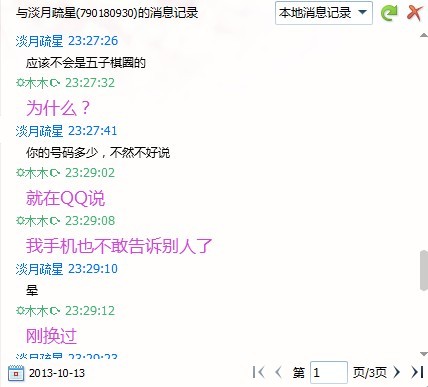 与淡月疏星(790180930)的消息记录
本地消息记录
淡月疏星 23:27:26
应该不会是五子棋圈的
☼木木 23:27:32
为什么？
淡月疏星 23:27:41
你的号码多少，不然不好说
☼木木 23:29:02
就在QQ说
☼木木 23:29:08
我手机也不敢告诉别人了
淡月疏星 23:29:10
晕
☼木木 23:29:12
刚换过
淡月疏星 23:29:23
2013-10-13
第 1 页/3页